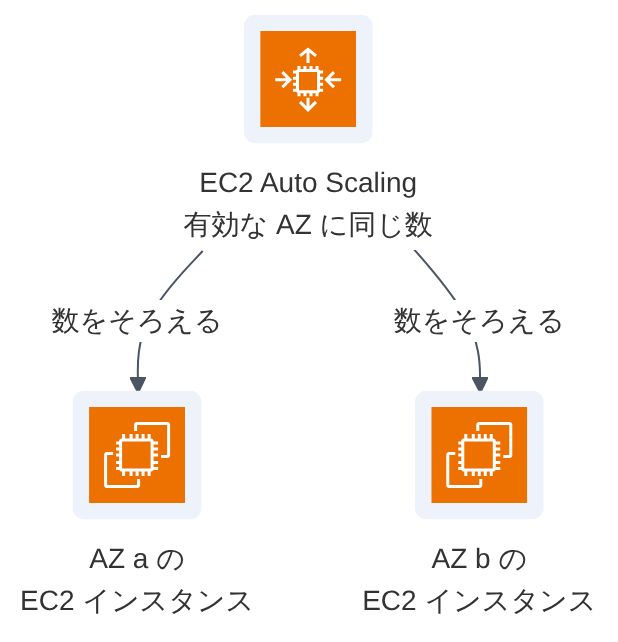 EC2 Auto Scaling
有効な AZ に同じ数
数をそろえる
数をそろえる
AZ a の
EC2 インスタンス
AZ b の
EC2 インスタンス